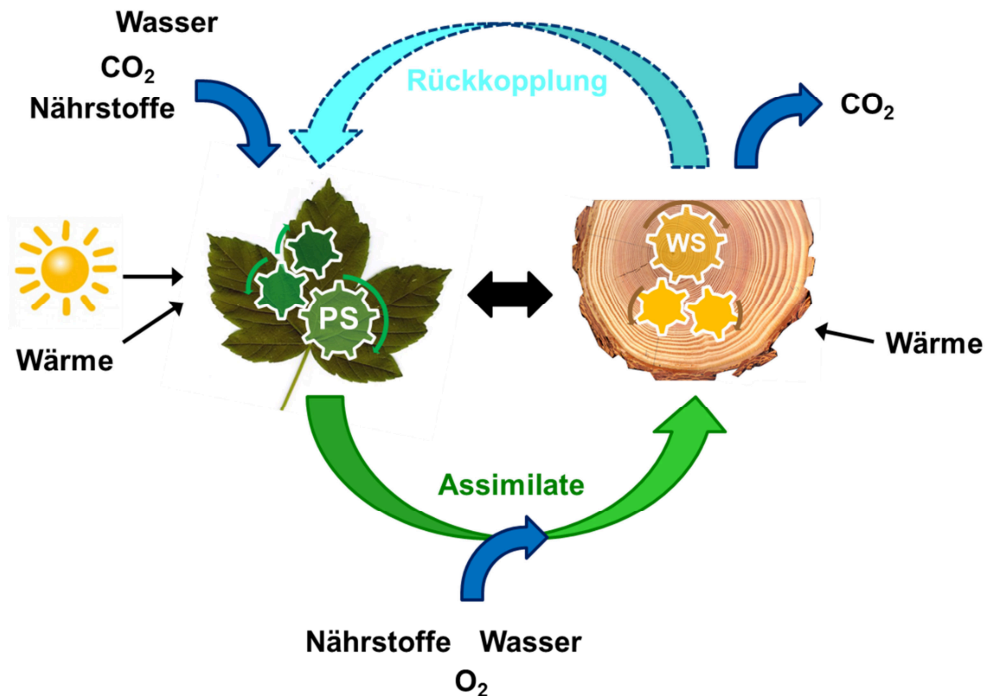 Wasser
CO₂
Nährstoffe
Rückkopplung
CO₂
WS
PS
Wärme
Wärme
Assimilate
Nährstoffe Wasser
O₂